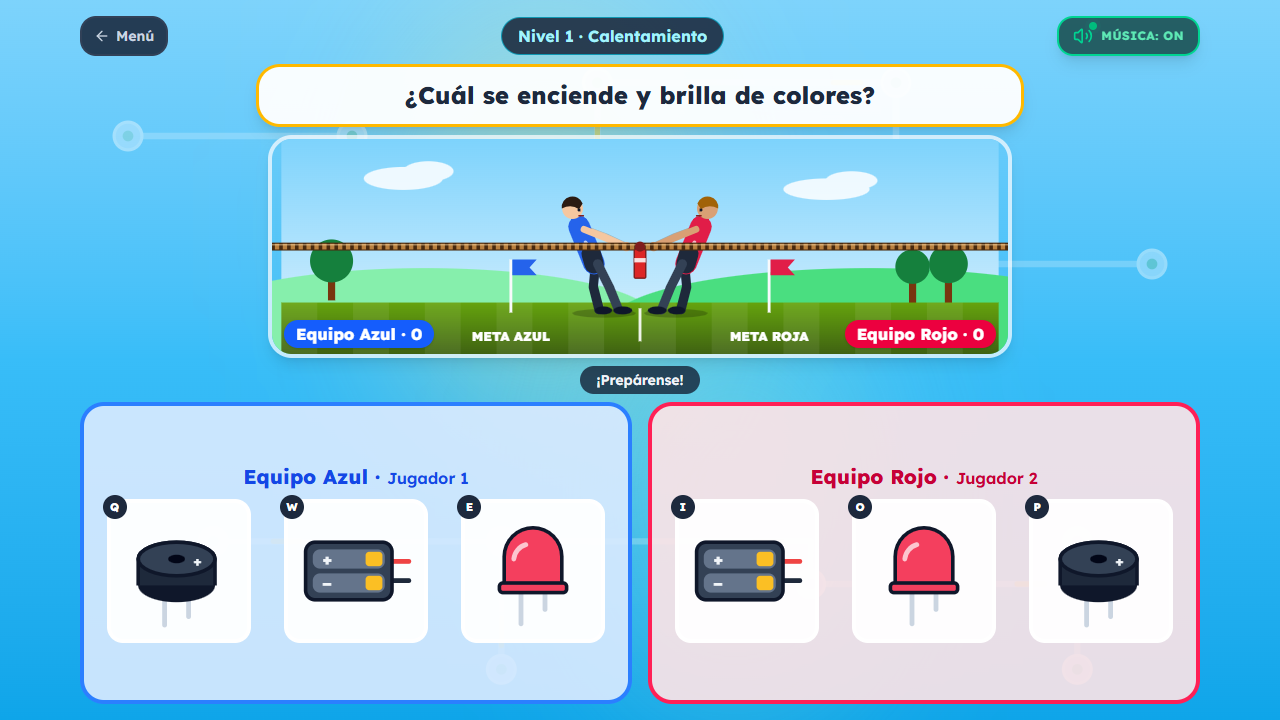 Menú
Nivel 1 · Calentamiento
MÚSICA: ON
¿Cuál se enciende y brilla de colores?
Equipo Azul · 0
META AZUL
META ROJA
Equipo Rojo · 0
¡Prepárense!
Equipo Azul · Jugador 1
Q
W
E
Equipo Rojo · Jugador 2
I
O
P